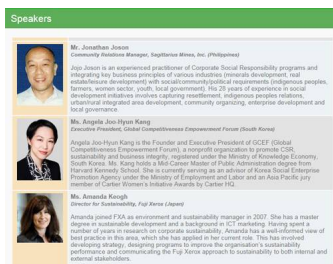 Speakers
Mr. Jonathan Joson
Community Relations Manager, Sagittarius Mines, Inc. (Philippines)
Jojo Joson is an experienced practitioner of Corporate Social Responsibility programs and
integrating key business principles of various industries (minerals development, real
estate/leisure development) with social/community/political requirements (indigenous peoples,
farmers, women sector, youth, local government). His 28 years of experience in social
development initiatives involves capturing resettlement, indigenous peoples relations,
urban/rural integrated area development, community organizing, enterprise development and
local governance.
Ms. Angela Joo-Hyun Kang
Executive President, Global Competitiveness Empowerment Forum (South Korea)
Angela Joo-Hyun Kang is the Founder and Executive President of GCEF (Global
Competitiveness Empowerment Forum), a nonprofit organization to promote CSR,
sustainability and business integrity, registered under the Ministry of Knowledge Economy,
South Korea. Ms. Kang holds a Mid-Career Master of Public Administration degree from
Harvard Kennedy School. She is currently serving as an advisor of Korea Social Enterprise
Promotion Agency under the Ministry of Employment and Labor and an Asia Pacific jury
member of Cartier Women's Initiative Awards by Cartier HQ.
Ms. Amanda Keogh
Director for Sustainability, Fuji Xerox (Japan)
Amanda joined FXA as environment and sustainability manager in 2007. She has a master
degree in sustainable development and a background in ICT marketing. Having spent a
number of years in research on corporate sustainability, Amanda has a well-informed view of
best practice in this area, which she has applied in her current role. This has involved
developing strategy, designing programs to improve the organisation's sustainability
performance and communicating the Fuji Xerox approach to sustainability to both internal and
external stakeholders.